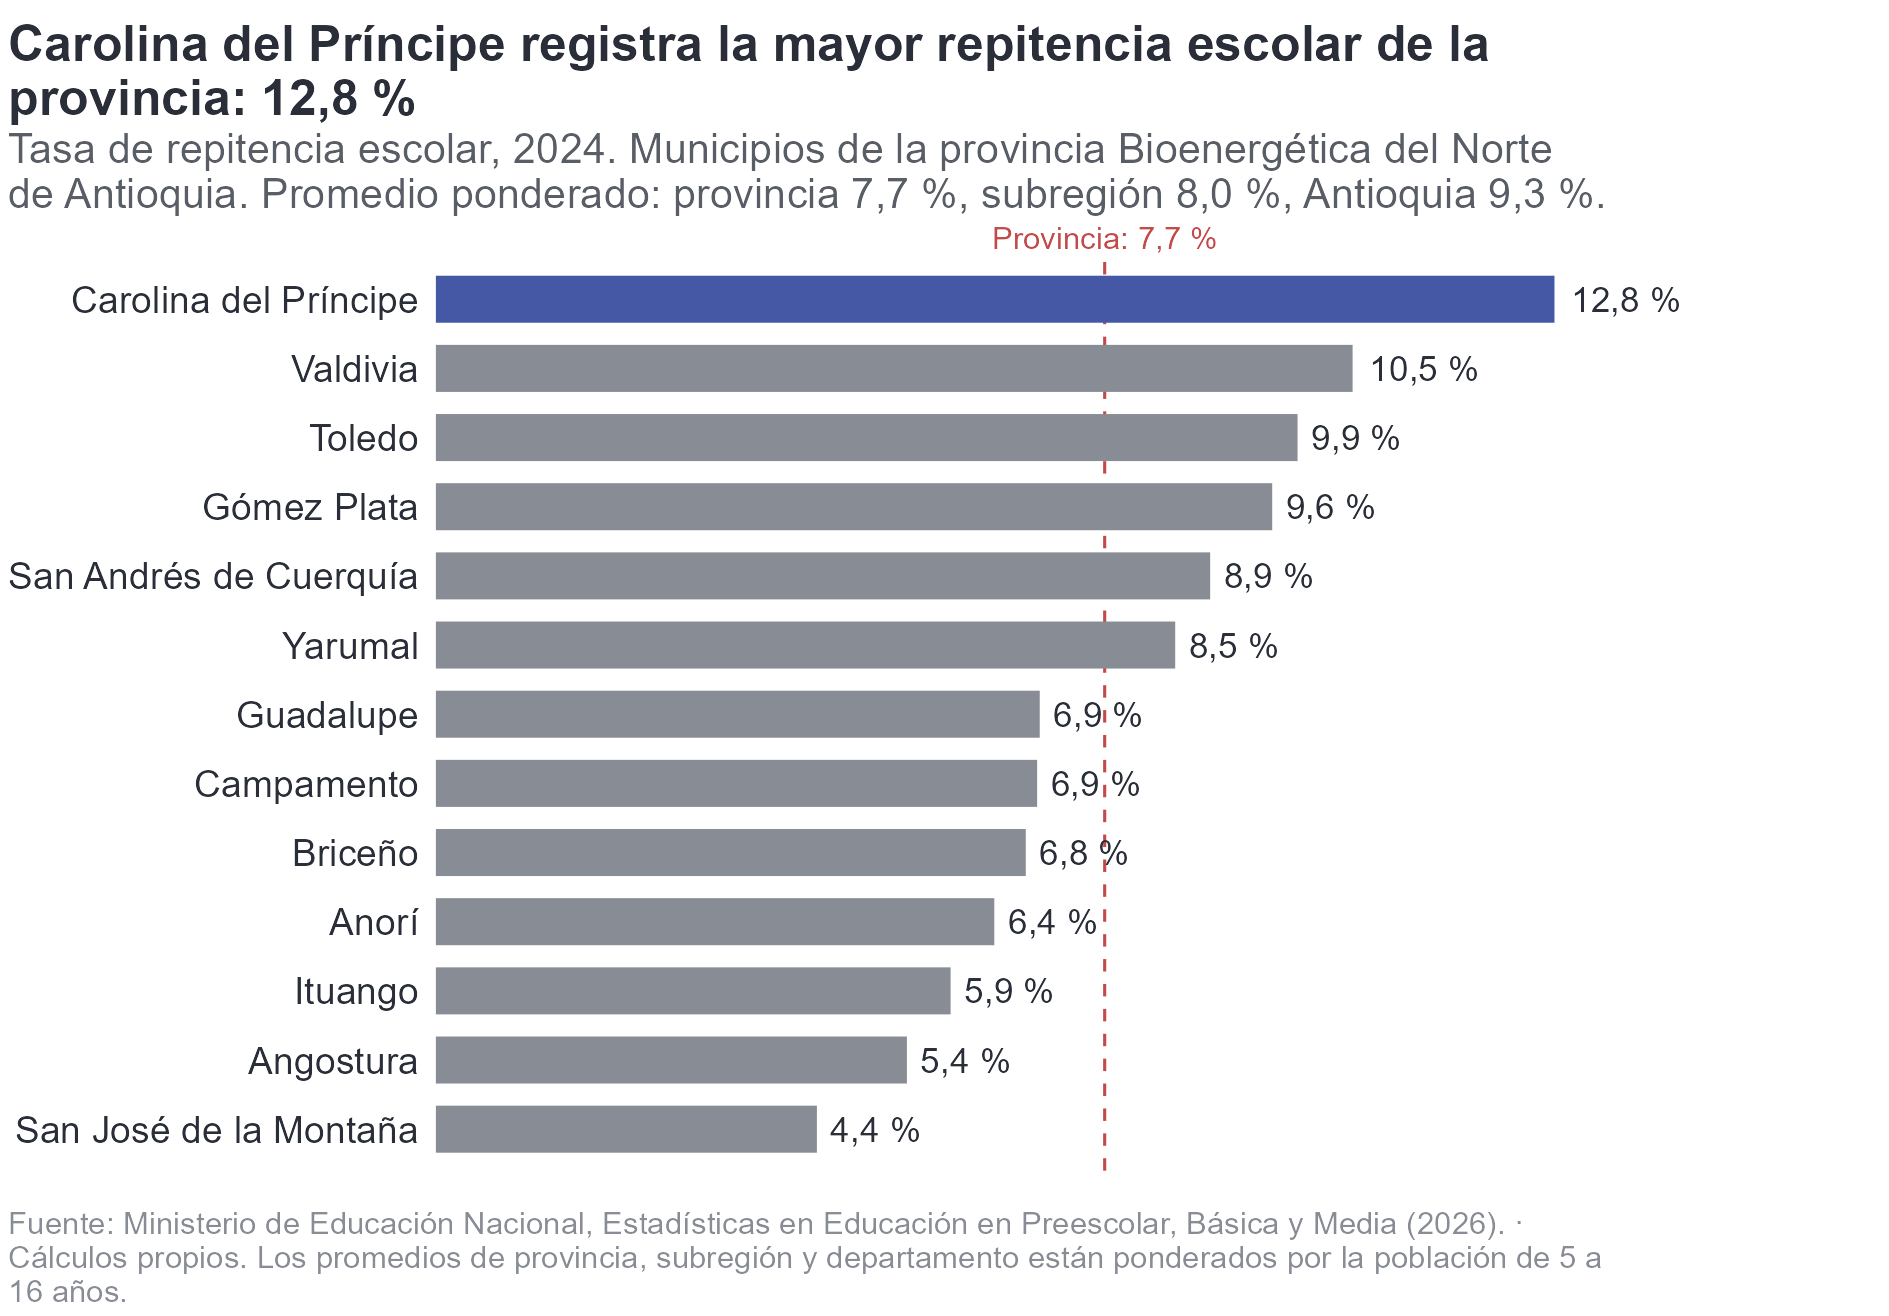 Carolina del Príncipe registra la mayor repitencia escolar de la
provincia: 12,8 %
Tasa de repitencia escolar, 2024. Municipios de la provincia Bioenergética del Norte
de Antioquia. Promedio ponderado: provincia 7,7 %, subregión 8,0 %, Antioquia 9,3 %.
Provincia: 7,7 %
Carolina del Príncipe 12,8 %
Valdivia 10,5 %
Toledo 9,9 %
Gómez Plata 9,6 %
San Andrés de Cuerquía 8,9 %
Yarumal 8,5 %
Guadalupe 6,9 %
Campamento 6,9 %
Briceño 6,8 %
Anorí 6,4 %
Ituango 5,9 %
Angostura 5,4 %
San José de la Montaña 4,4 %
Fuente: Ministerio de Educación Nacional, Estadísticas en Educación en Preescolar, Básica y Media (2026). ·
Cálculos propios. Los promedios de provincia, subregión y departamento están ponderados por la población de 5 a
16 años.